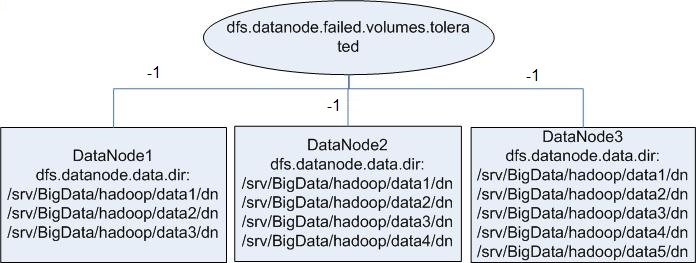 dfs.datanode.failed.volumes.tolera
ted
-1
-1
-1
DataNode1
dfs.datanode.data.dir:
/srv/BigData/hadoop/data1/dn
/srv/BigData/hadoop/data2/dn
/srv/BigData/hadoop/data3/dn
DataNode2
dfs.datanode.data.dir:
/srv/BigData/hadoop/data1/dn
/srv/BigData/hadoop/data2/dn
/srv/BigData/hadoop/data3/dn
/srv/BigData/hadoop/data4/dn
DataNode3
dfs.datanode.data.dir:
/srv/BigData/hadoop/data1/dn
/srv/BigData/hadoop/data2/dn
/srv/BigData/hadoop/data3/dn
/srv/BigData/hadoop/data4/dn
/srv/BigData/hadoop/data5/dn